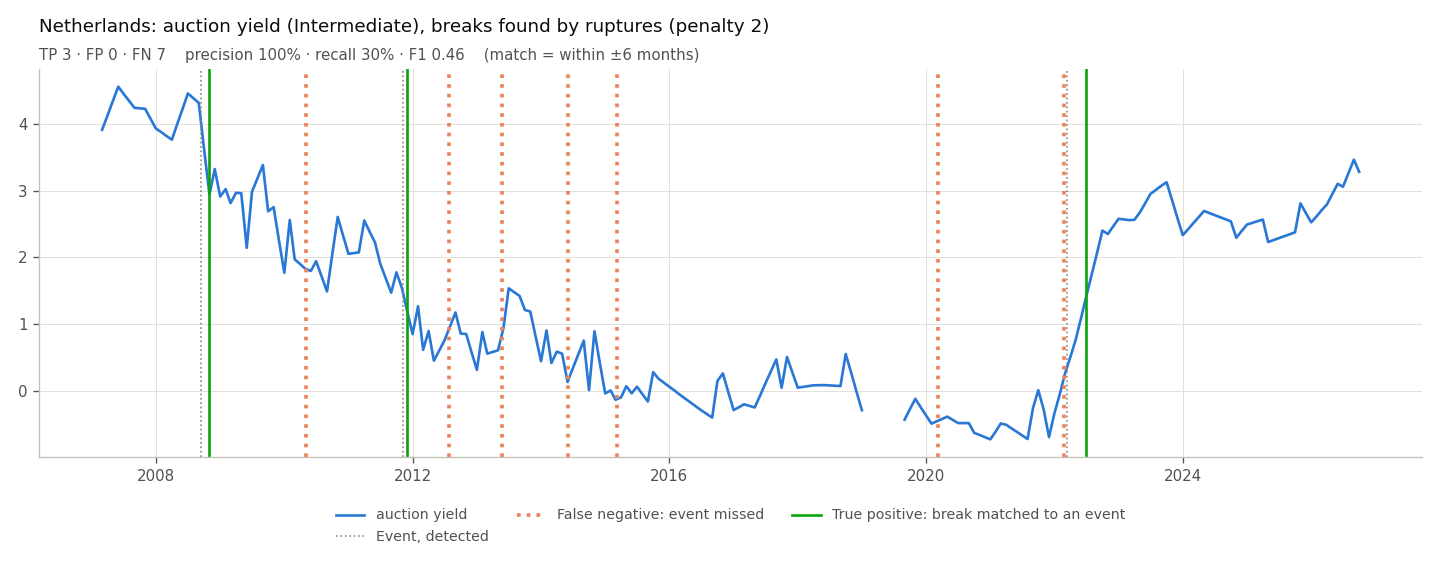 Netherlands: auction yield (Intermediate), breaks found by ruptures (penalty 2)
TP 3 · FP 0 · FN 7    precision 100% · recall 30% · F1 0.46    (match = within ±6 months)
4
3
2
1
0
2008 2012 2016 2020 2024
auction yield False negative: event missed True positive: break matched to an event
Event, detected